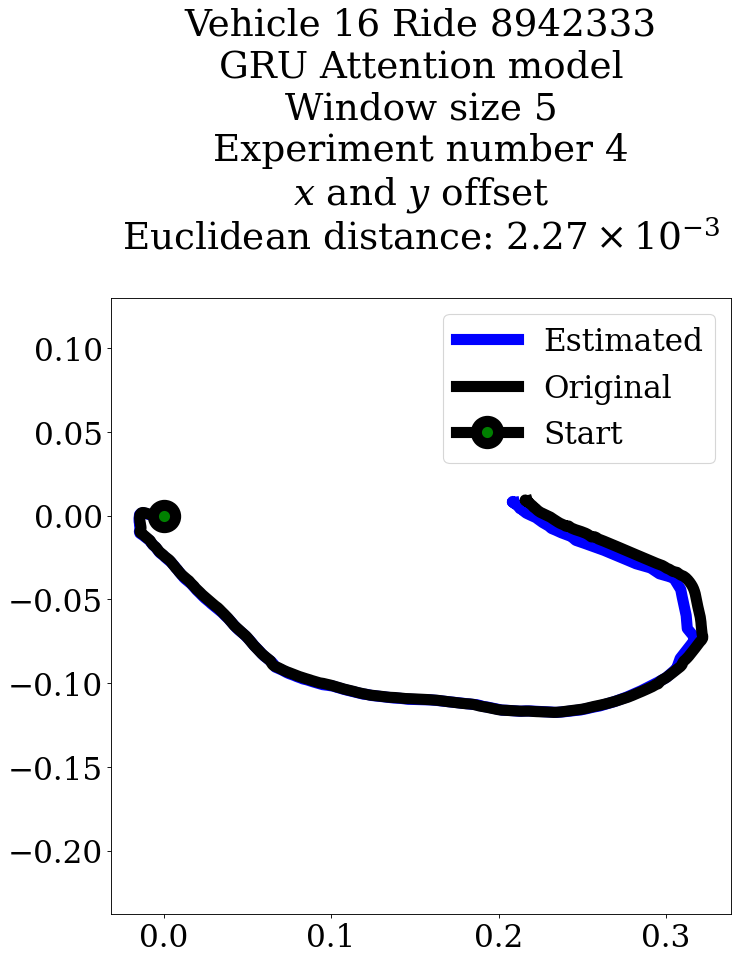 Vehicle 16 Ride 8942333
GRU Attention model
Window size 5
Experiment number 4
x and y offset
Euclidean distance: 2.27 × 10⁻³
Estimated
Original
Start
0.10
0.05
0.00
−0.05
−0.10
−0.15
−0.20
0.0 0.1 0.2 0.3